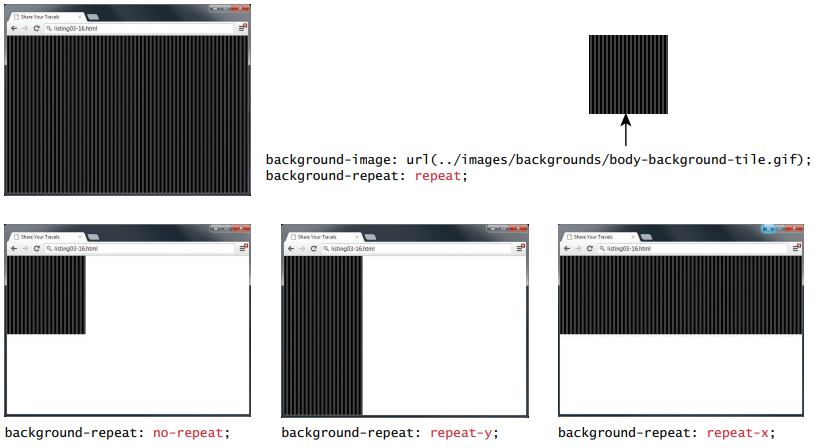 Share Your Travels
listing03-16.html
background-image: url(../images/backgrounds/body-background-tile.gif);
background-repeat: repeat;
Share Your Travels
listing03-16.html
Share Your Travels
listing03-16.html
Share Your Travels
listing03-16.html
background-repeat: no-repeat;
background-repeat: repeat-y;
background-repeat: repeat-x;